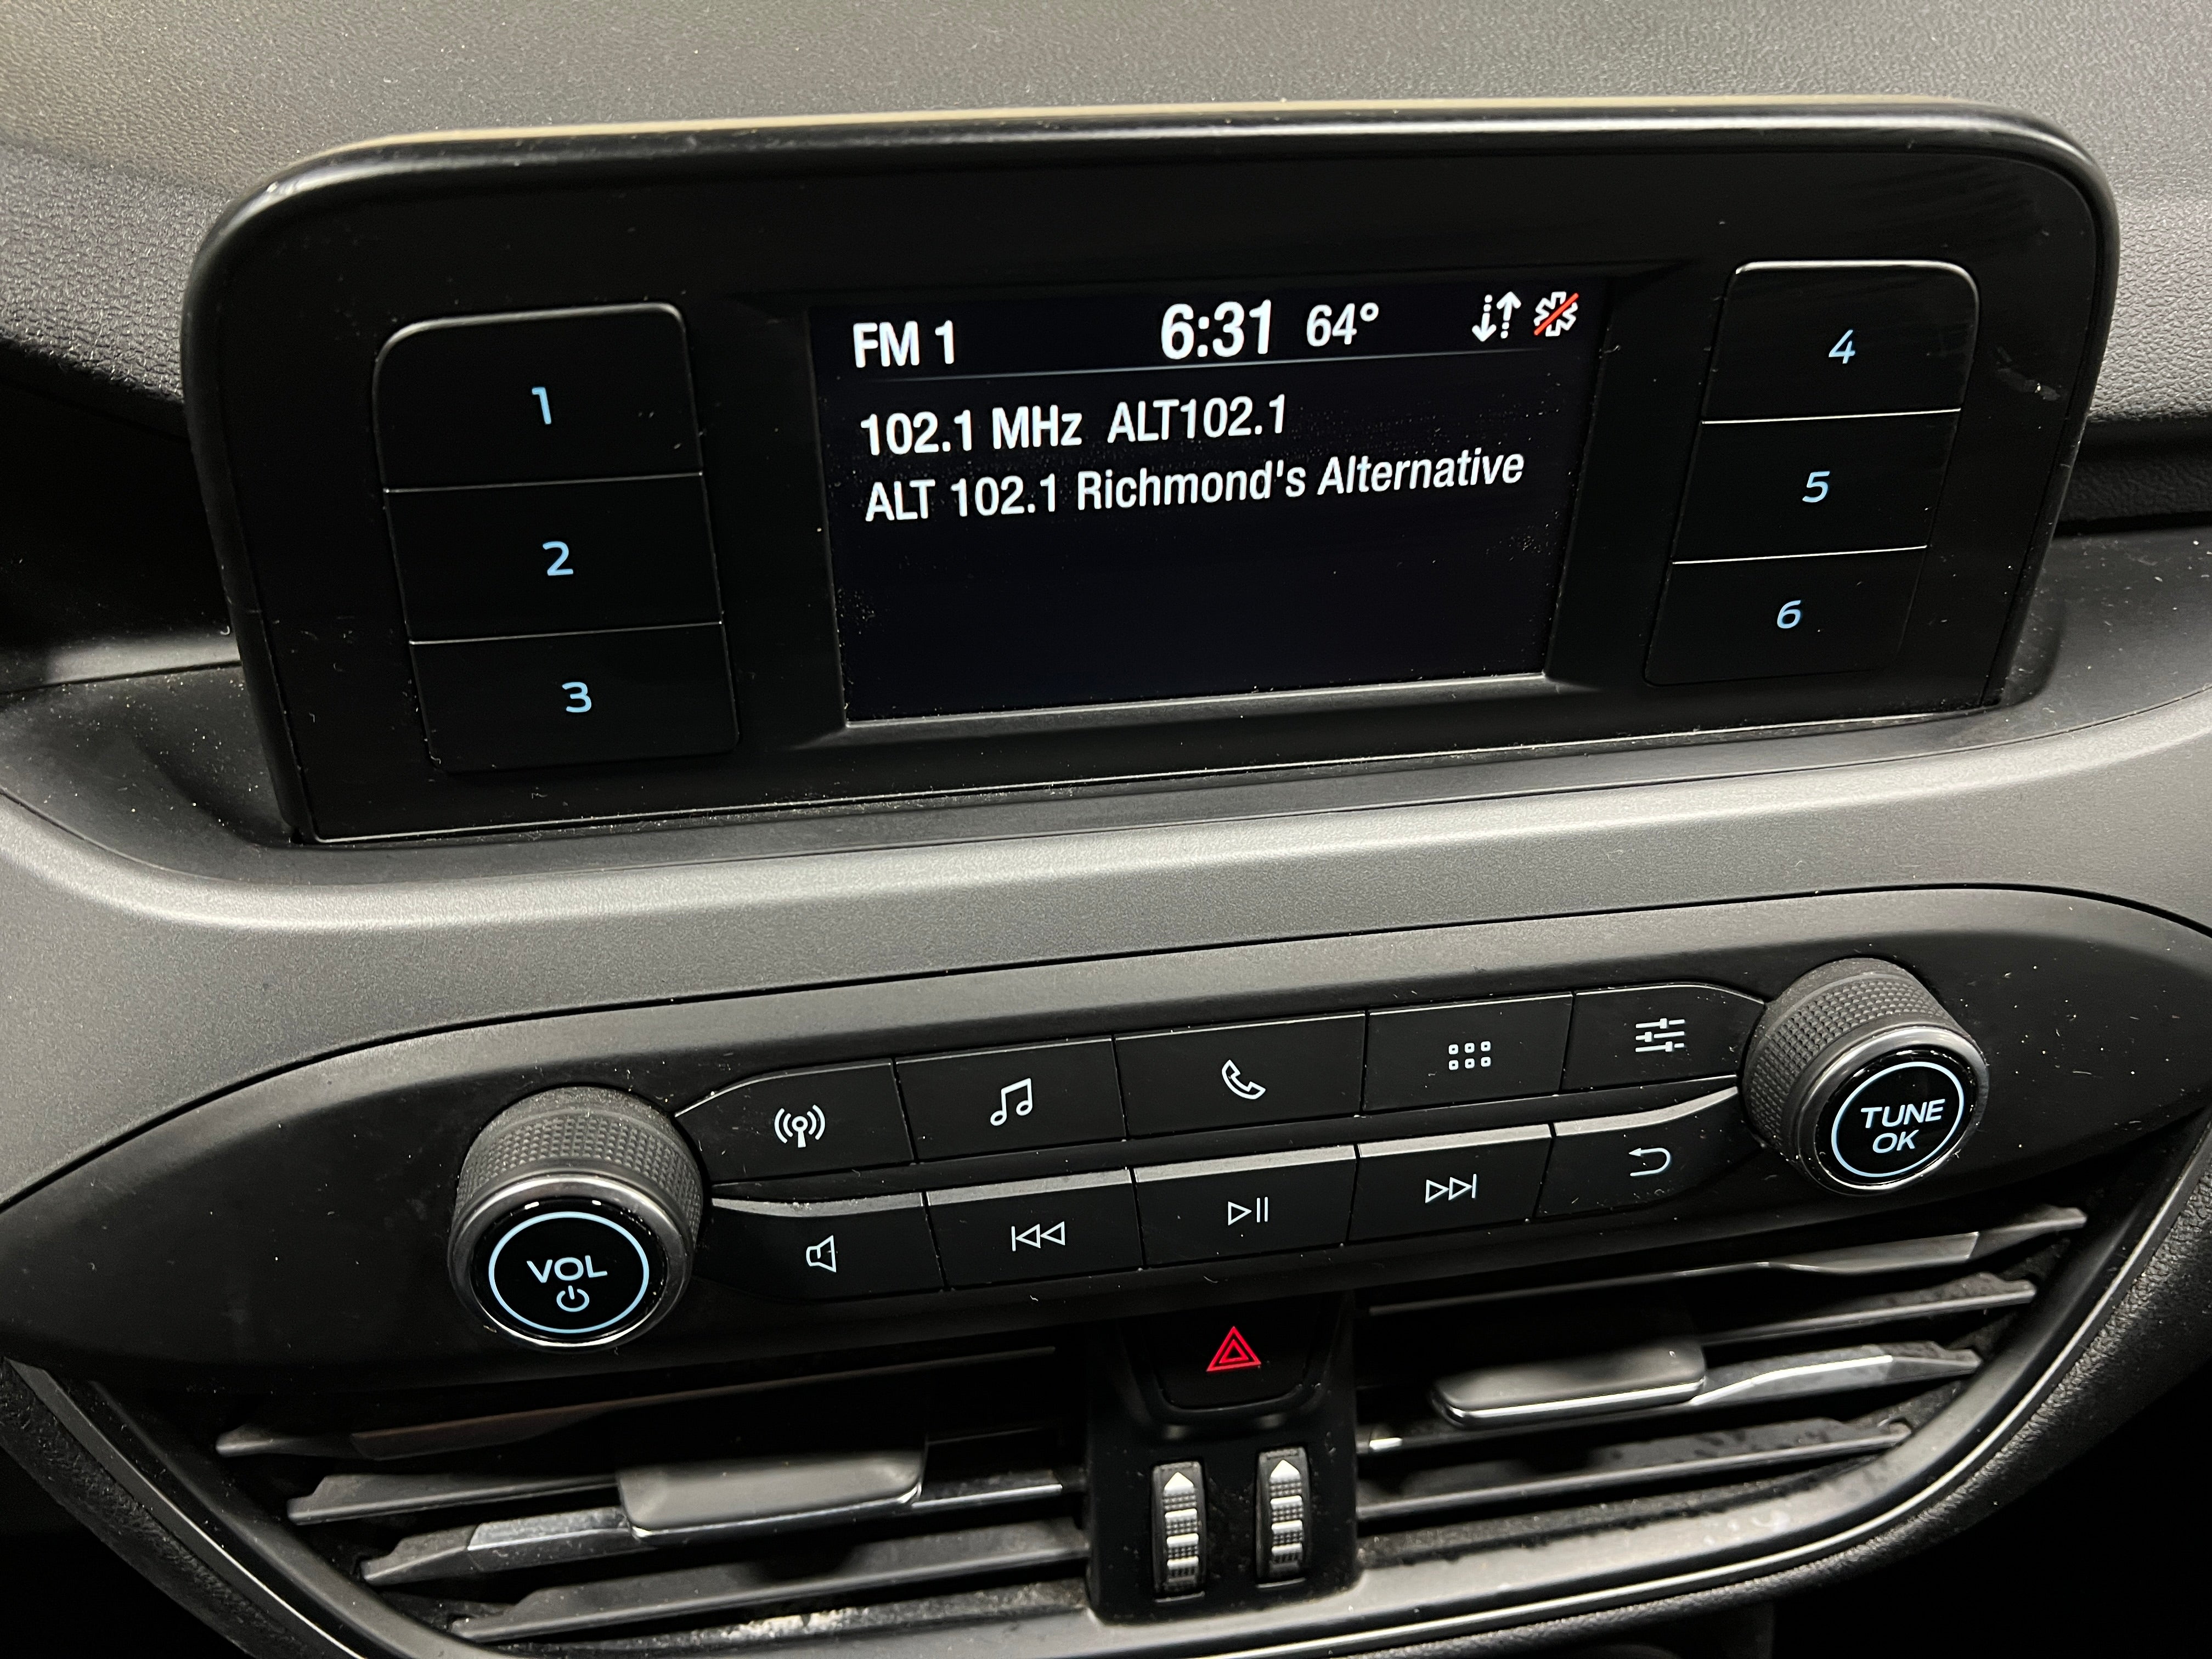 FM 1 6:31 64°
102.1 MHz ALT102.1
ALT 102.1 Richmond's Alternative
1
2
3
4
5
6
VOL
TUNE
OK